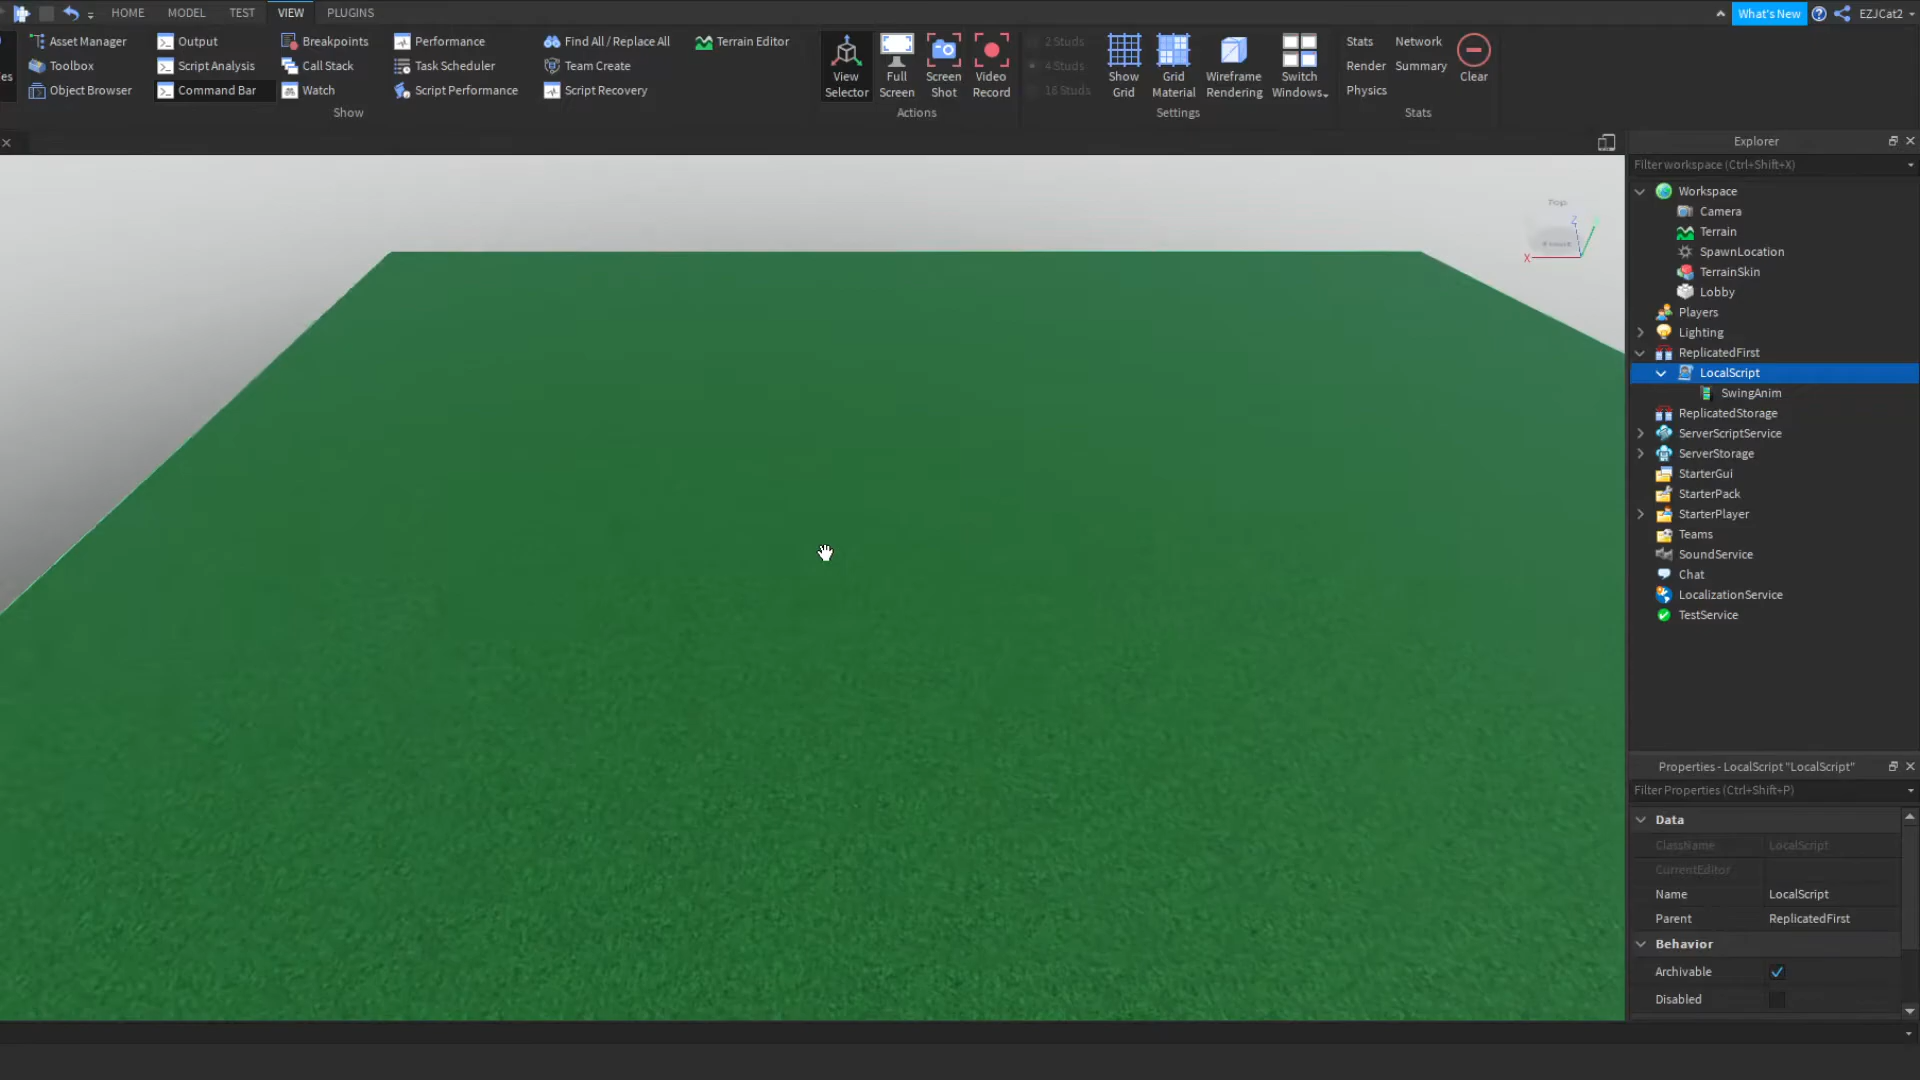 HOME MODEL TEST VIEW PLUGINS What's New EZJCat2
Asset Manager Output Breakpoints Performance Find All / Replace All Terrain Editor
Toolbox Script Analysis Call Stack Task Scheduler Team Create
Object Browser Command Bar Watch Script Performance Script Recovery
Show
View Selector
Full Screen
Screen Shot
Video Record
Actions
2 Studs
4 Studs
16 Studs
Show Grid
Grid Material
Wireframe Rendering
Switch Windows
Settings
Stats Network
Render Summary
Physics
Clear
Stats
Top
Z
X
Explorer
Filter workspace (Ctrl+Shift+X)
Workspace
Camera
Terrain
SpawnLocation
TerrainSkin
Lobby
Players
Lighting
ReplicatedFirst
LocalScript
SwingAnim
ReplicatedStorage
ServerScriptService
ServerStorage
StarterGui
StarterPack
StarterPlayer
Teams
SoundService
Chat
LocalizationService
TestService
Properties - LocalScript "LocalScript"
Filter Properties (Ctrl+Shift+P)
Data
ClassName LocalScript
CurrentEditor
Name LocalScript
Parent ReplicatedFirst
Behavior
Archivable
Disabled